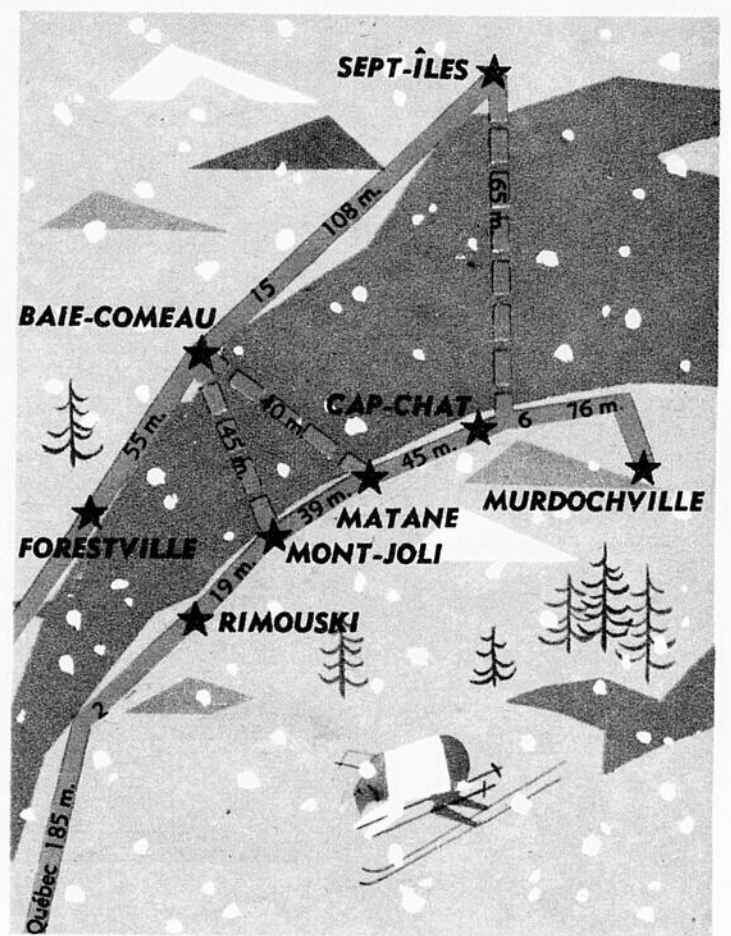 SEPT-ÎLES
65 m.
108 m.
15
BAIE-COMEAU
40 m.
CAP-CHAT
6
76 m.
55 m.
45 m.
45 m.
MURDOCHVILLE
39 m.
MATANE
FORESTVILLE
MONT-JOLI
19 m.
RIMOUSKI
2
Québec 185 m.